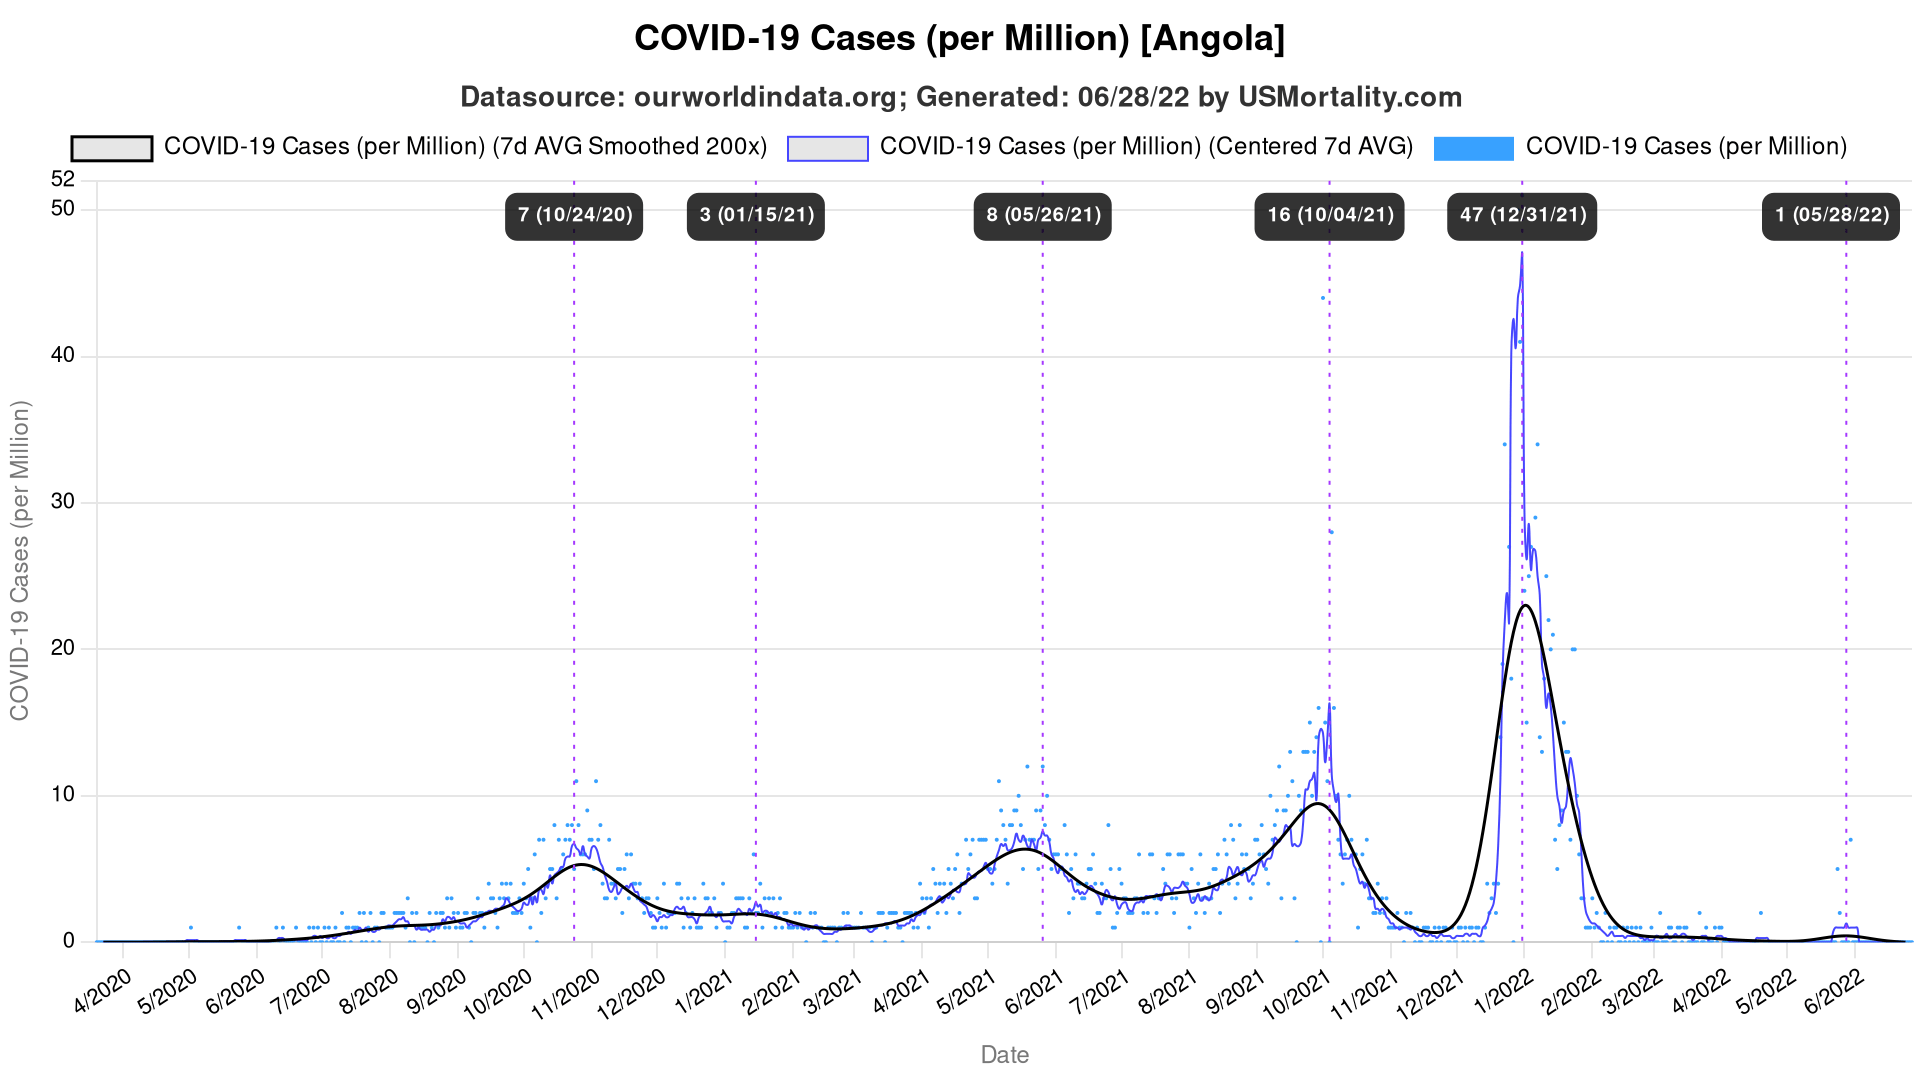 COVID-19 Cases (per Million) [Angola]
Datasource: ourworldindata.org; Generated: 06/28/22 by USMortality.com
COVID-19 Cases (per Million) (7d AVG Smoothed 200x) COVID-19 Cases (per Million) (Centered 7d AVG) COVID-19 Cases (per Million)
52
50
7 (10/24/20) 3 (01/15/21) 8 (05/26/21) 16 (10/04/21) 47 (12/31/21) 1 (05/28/22)
40
30
20
10
0
COVID-19 Cases (per Million)
4/2020 5/2020 6/2020 7/2020 8/2020 9/2020 10/2020 11/2020 12/2020 1/2021 2/2021 3/2021 4/2021 5/2021 6/2021 7/2021 8/2021 9/2021 10/2021 11/2021 12/2021 1/2022 2/2022 3/2022 4/2022 5/2022 6/2022
Date